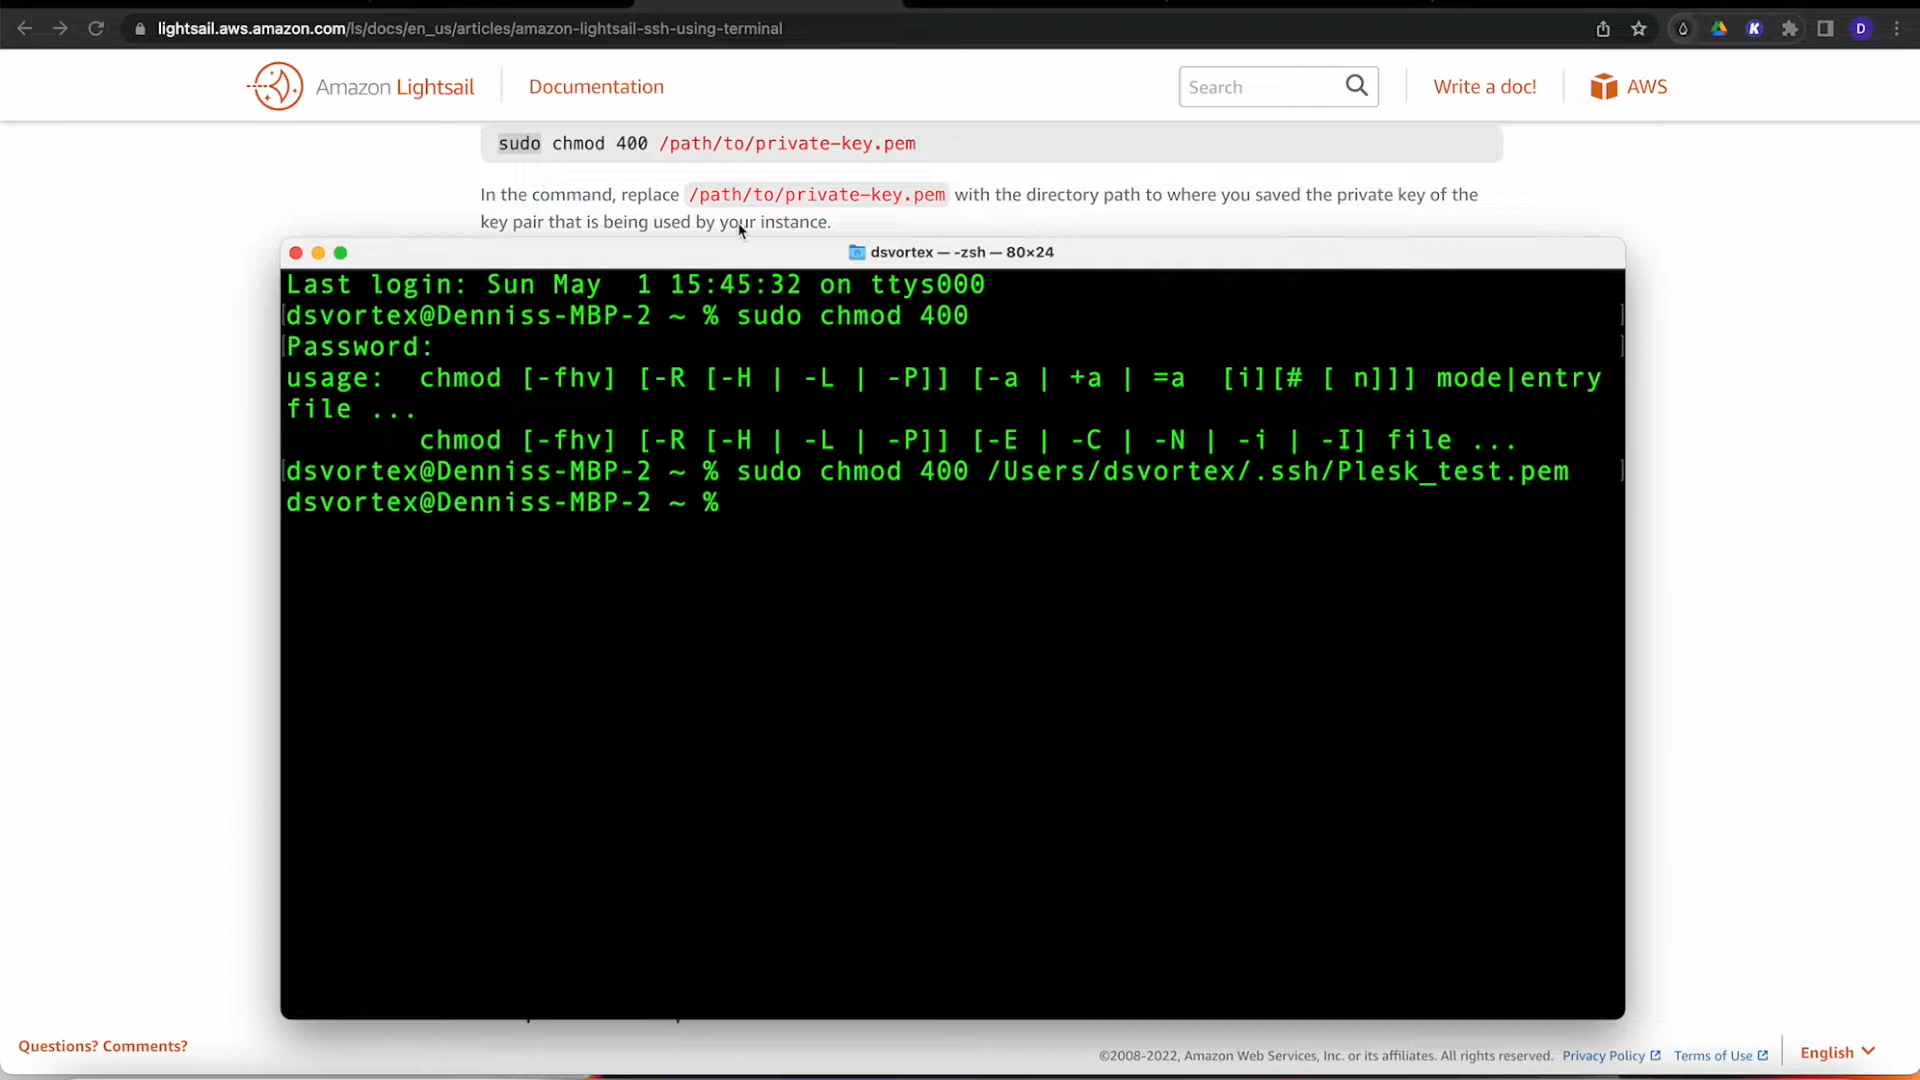 lightsail.aws.amazon.com/ls/docs/en_us/articles/amazon-lightsail-ssh-using-terminal
K
D
Amazon Lightsail
Documentation
Search
Write a doc!
AWS
sudo chmod 400 /path/to/private-key.pem
In the command, replace /path/to/private-key.pem with the directory path to where you saved the private key of the
key pair that is being used by your instance.
dsvortex — -zsh — 80×24
Last login: Sun May  1 15:45:32 on ttys000
[dsvortex@Denniss-MBP-2 ~ % sudo chmod 400 ]
[Password: ]
usage:  chmod [-fhv] [-R [-H | -L | -P]] [-a | +a | =a  [i][# [ n]]] mode|entry
file ...
        chmod [-fhv] [-R [-H | -L | -P]] [-E | -C | -N | -i | -I] file ...
[dsvortex@Denniss-MBP-2 ~ % sudo chmod 400 /Users/dsvortex/.ssh/Plesk_test.pem ]
dsvortex@Denniss-MBP-2 ~ %
Questions? Comments?
©2008-2022, Amazon Web Services, Inc. or its affiliates. All rights reserved. Privacy Policy Terms of Use
English